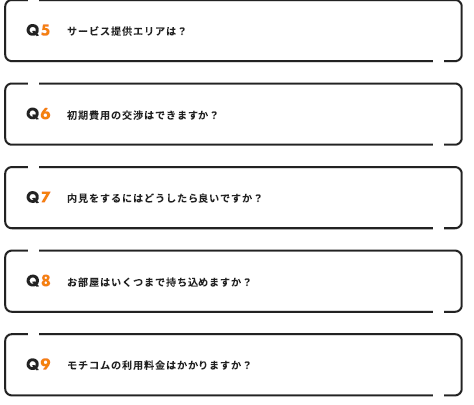 Q5 サービス提供エリアは？
Q6 初期費用の交渉はできますか？
Q7 内見をするにはどうしたら良いですか？
Q8 お部屋はいくつまで持ち込めますか？
Q9 モチコムの利用料金はかかりますか？